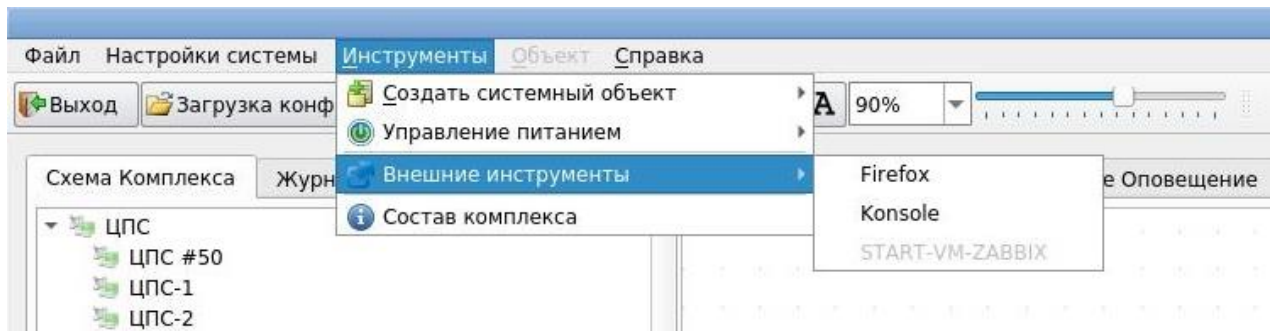 Файл Настройки системы Инструменты Объект Справка
Выход Загрузка конф A 90%
Создать системный объект
Управление питанием
Внешние инструменты
Состав комплекса
Firefox
Konsole
START-VM-ZABBIX
Схема Комплекса Журн е Оповещение
ЦПС
ЦПС #50
ЦПС-1
ЦПС-2